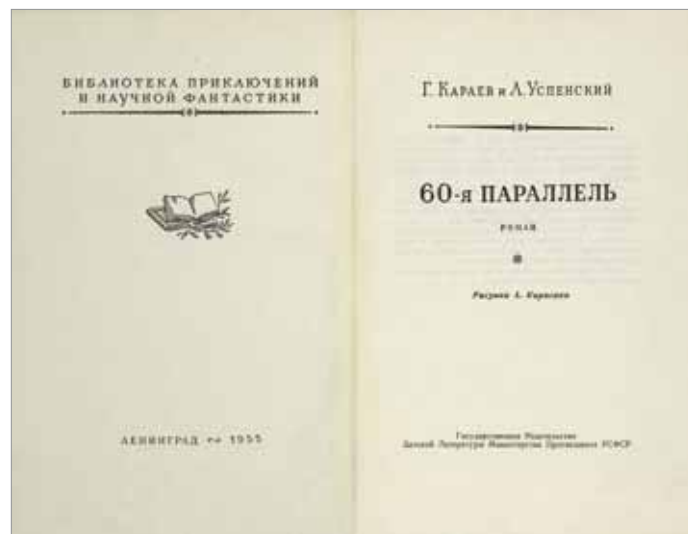 БИБЛИОТЕКА ПРИКЛЮЧЕНИЙ
И НАУЧНОЙ ФАНТАСТИКИ
ЛЕНИНГРАД 1955
Г. КАРАЕВ и Л. УСПЕНСКИЙ
60-я ПАРАЛЛЕЛЬ
РОМАН
Рисунки А.
Государственное Издательство
Детской Литературы Министерства Просвещения РСФСР